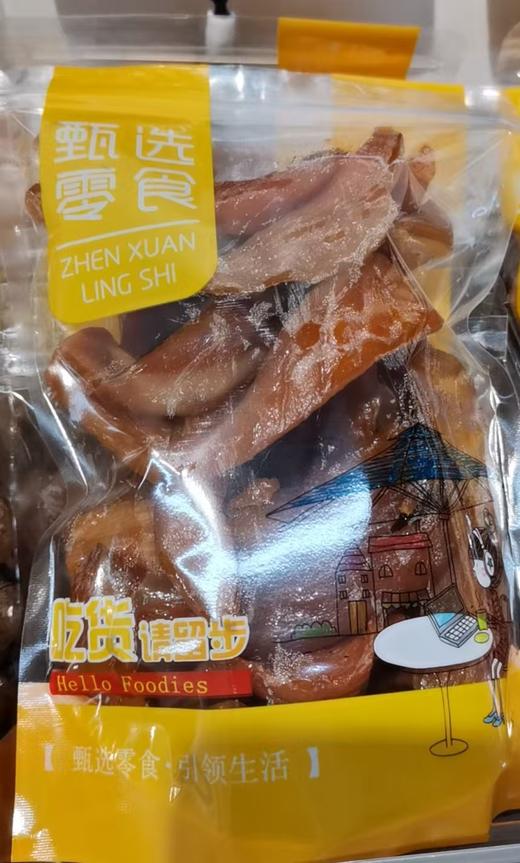 甄选
零食
ZHEN XUAN
LING SHI
吃货请留步
Hello Foodies
【 甄选零食·引领生活 】